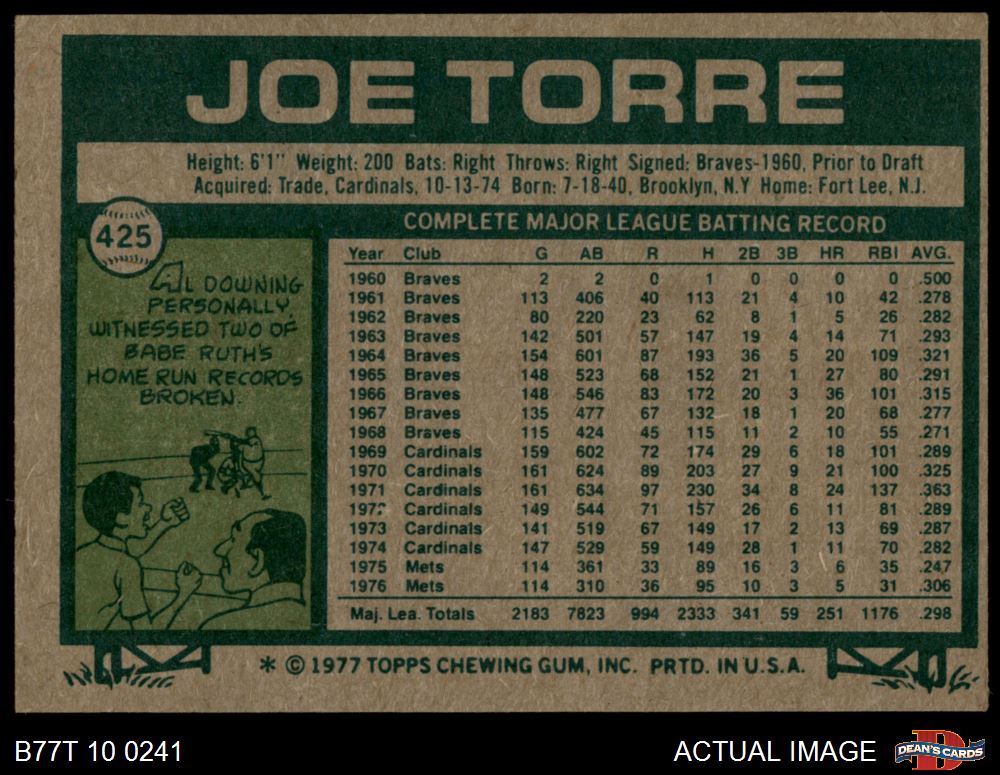 JOE TORRE
Height: 6'1" Weight: 200 Bats: Right Throws: Right Signed: Braves-1960, Prior to Draft
Acquired: Trade, Cardinals, 10-13-74 Born: 7-18-40, Brooklyn, N.Y Home: Fort Lee, N.J.
425
AL DOWNING
PERSONALLY
WITNESSED TWO OF
BABE RUTH'S
HOME RUN RECORDS
BROKEN.
COMPLETE MAJOR LEAGUE BATTING RECORD
Year Club G AB R H 2B 3B HR RBI AVG.
1960 Braves 2 2 0 1 0 0 0 0 .500
1961 Braves 113 406 40 113 21 4 10 42 .278
1962 Braves 80 220 23 62 8 1 5 26 .282
1963 Braves 142 501 57 147 19 4 14 71 .293
1964 Braves 154 601 87 193 36 5 20 109 .321
1965 Braves 148 523 68 152 21 1 27 80 .291
1966 Braves 148 546 83 172 20 3 36 101 .315
1967 Braves 135 477 67 132 18 1 20 68 .277
1968 Braves 115 424 45 115 11 2 10 55 .271
1969 Cardinals 159 602 72 174 29 6 18 101 .289
1970 Cardinals 161 624 89 203 27 9 21 100 .325
1971 Cardinals 161 634 97 230 34 8 24 137 .363
1972 Cardinals 149 544 71 157 26 6 11 81 .289
1973 Cardinals 141 519 67 149 17 2 13 69 .287
1974 Cardinals 147 529 59 149 28 1 11 70 .282
1975 Mets 114 361 33 89 16 3 6 35 .247
1976 Mets 114 310 36 95 10 3 5 31 .306
Maj. Lea. Totals 2183 7823 994 2333 341 59 251 1176 .298
* © 1977 TOPPS CHEWING GUM, INC. PRTD. IN U.S.A.
B77T 10 0241
ACTUAL IMAGE
DEAN'S CARDS